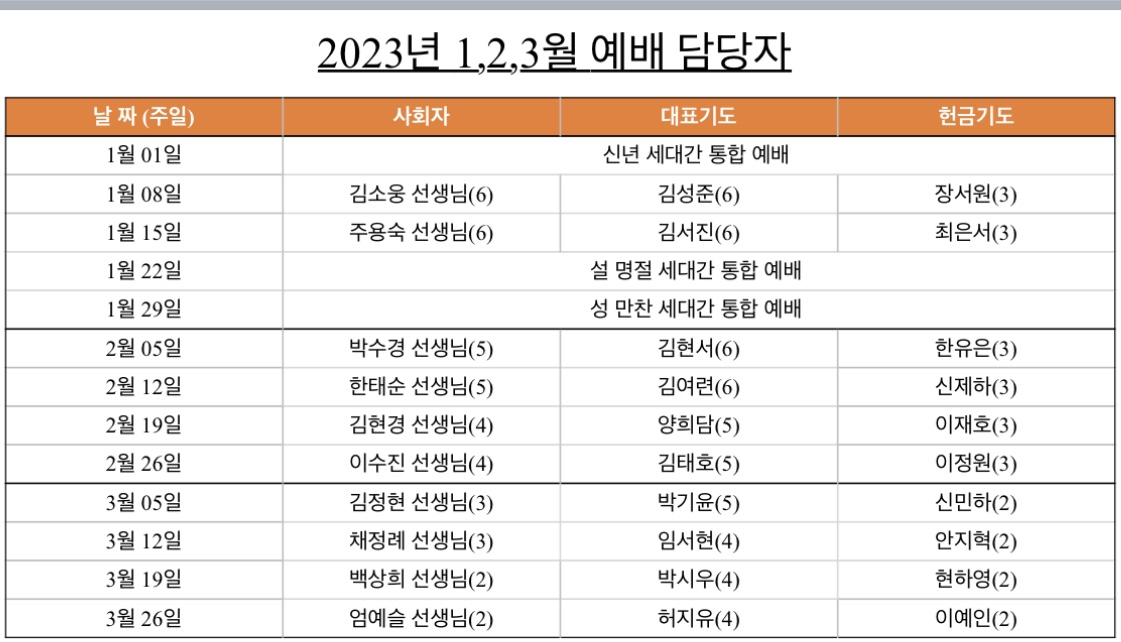 2023년 1,2,3월 예배 담당자
날 짜 (주일) 사회자 대표기도 헌금기도
1월 01일 신년 세대간 통합 예배
1월 08일 김소웅 선생님(6) 김성준(6) 장서원(3)
1월 15일 주용숙 선생님(6) 김서진(6) 최은서(3)
1월 22일 설 명절 세대간 통합 예배
1월 29일 성 만찬 세대간 통합 예배
2월 05일 박수경 선생님(5) 김현서(6) 한유은(3)
2월 12일 한태순 선생님(5) 김여련(6) 신제하(3)
2월 19일 김현경 선생님(4) 양희담(5) 이재호(3)
2월 26일 이수진 선생님(4) 김태호(5) 이정원(3)
3월 05일 김정현 선생님(3) 박기윤(5) 신민하(2)
3월 12일 채정례 선생님(3) 임서현(4) 안지혁(2)
3월 19일 백상희 선생님(2) 박시우(4) 현하영(2)
3월 26일 엄예슬 선생님(2) 허지유(4) 이예인(2)